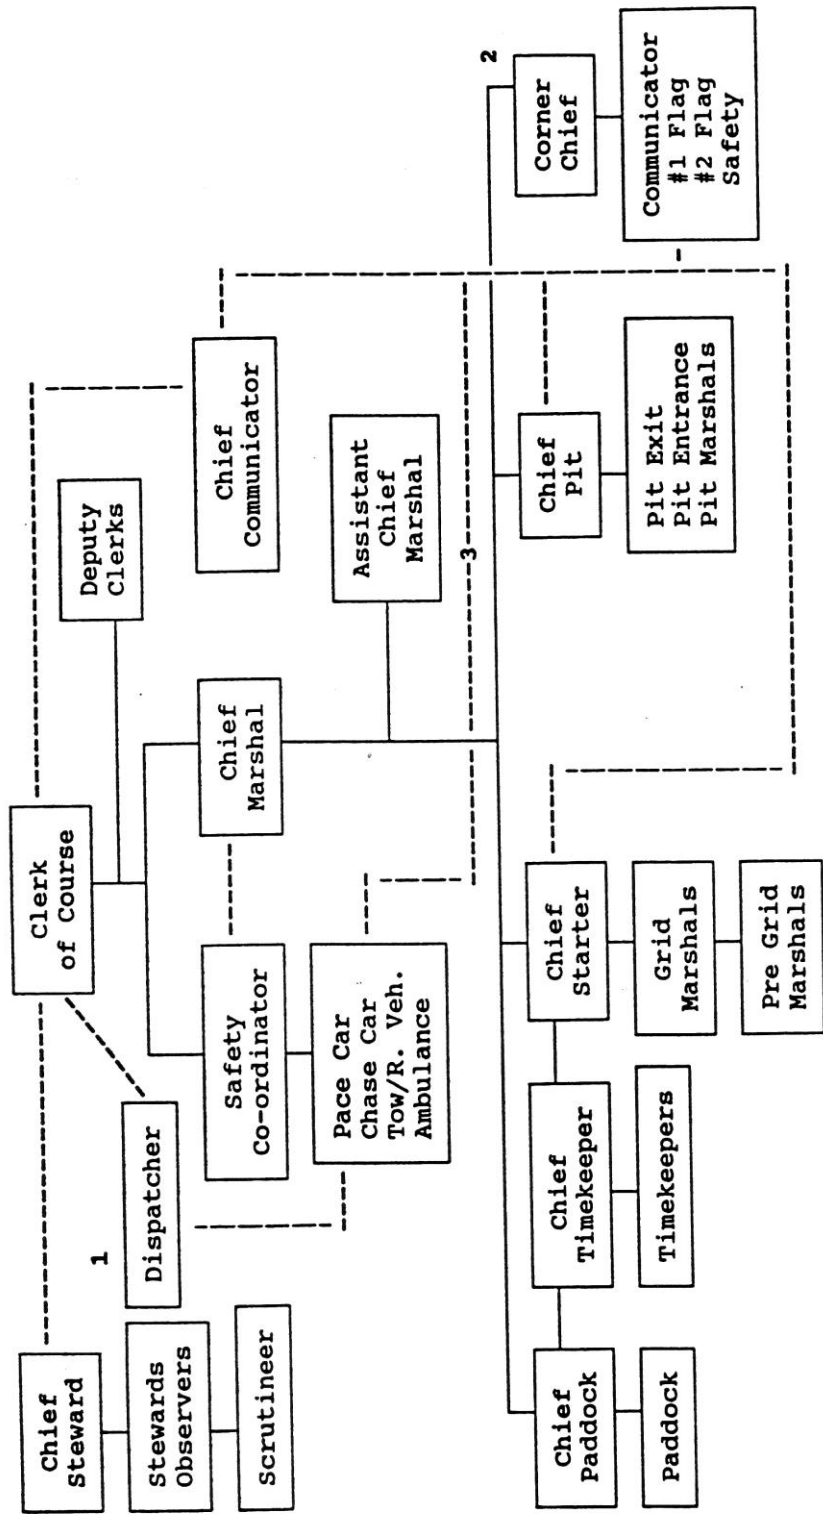 Clerk
of Course
Chief
Steward
Stewards
Observers
Scrutineer
1
Dispatcher
Deputy
Clerks
Safety
Co-ordinator
Chief
Marshal
Chief
Communicator
Pace Car
Chase Car
Tow/R. Veh.
Ambulance
Assistant
Chief
Marshal
3
2
Chief
Paddock
Paddock
Chief
Timekeeper
Timekeepers
Chief
Starter
Grid
Marshals
Pre Grid
Marshals
Chief
Pit
Pit Exit
Pit Entrance
Pit Marshals
Corner
Chief
Communicator
#1 Flag
#2 Flag
Safety